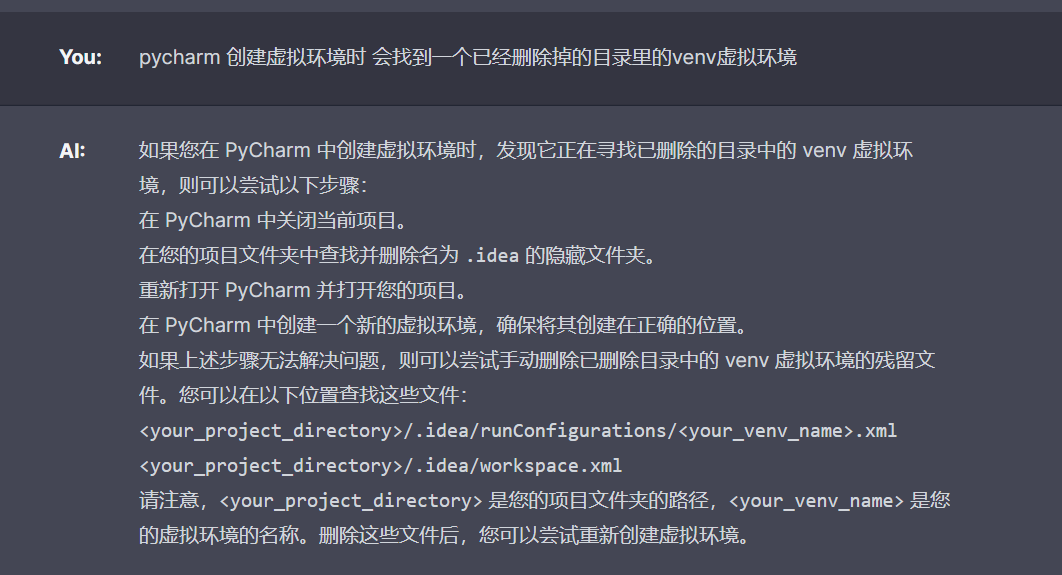 You: pycharm 创建虚拟环境时 会找到一个已经删除掉的目录里的venv虚拟环境
AI: 如果您在 PyCharm 中创建虚拟环境时，发现它正在寻找已删除的目录中的 venv 虚拟环
境，则可以尝试以下步骤：
在 PyCharm 中关闭当前项目。
在您的项目文件夹中查找并删除名为 .idea 的隐藏文件夹。
重新打开 PyCharm 并打开您的项目。
在 PyCharm 中创建一个新的虚拟环境，确保将其创建在正确的位置。
如果上述步骤无法解决问题，则可以尝试手动删除已删除目录中的 venv 虚拟环境的残留文
件。您可以在以下位置查找这些文件：
<your_project_directory>/.idea/runConfigurations/<your_venv_name>.xml
<your_project_directory>/.idea/workspace.xml
请注意，<your_project_directory> 是您的项目文件夹的路径，<your_venv_name> 是您
的虚拟环境的名称。删除这些文件后，您可以尝试重新创建虚拟环境。